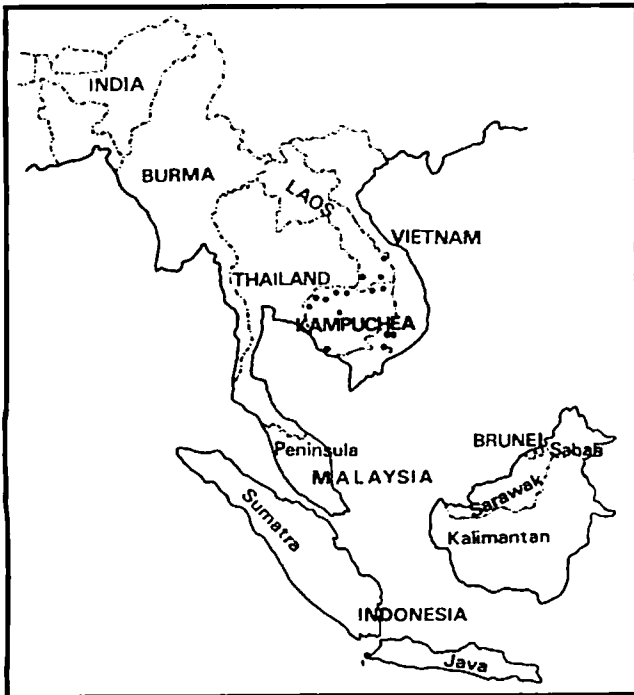 INDIA
BURMA
LAOS
VIETNAM
THAILAND
KAMPUCHEA
BRUNEI
Sabah
Peninsula
MALAYSIA
Sarawak
Sumatra
Kalimantan
INDONESIA
Java